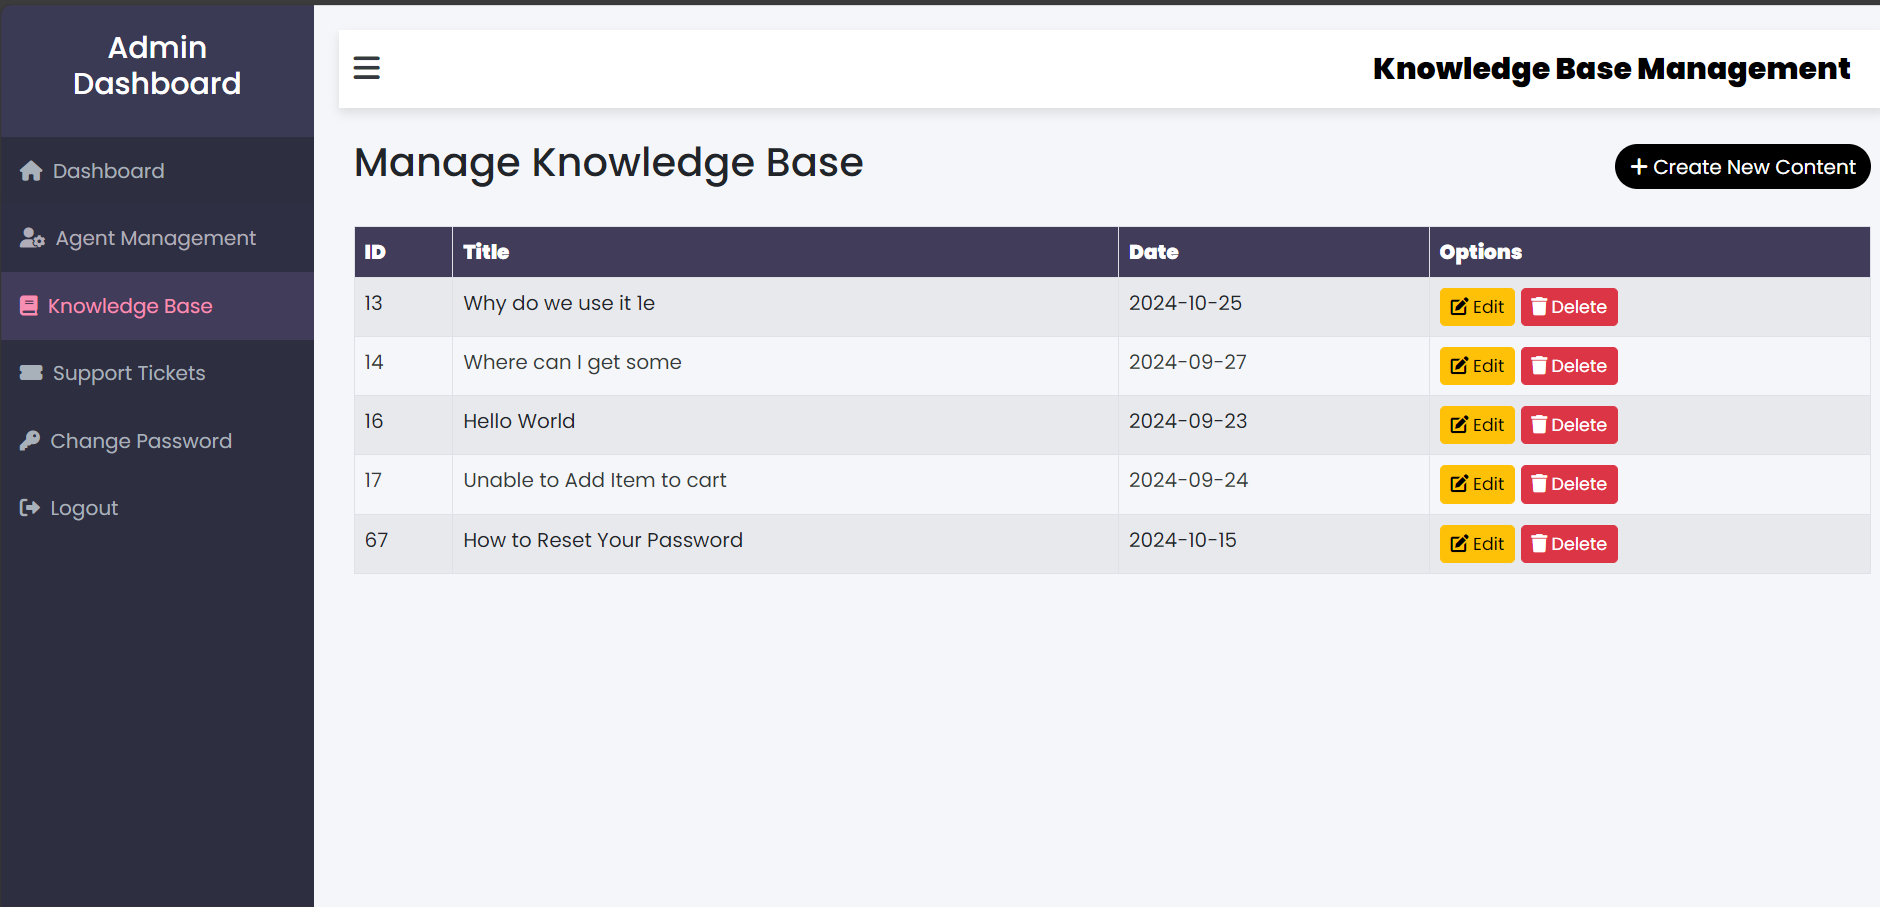 Admin
Dashboard
Dashboard
Agent Management
Knowledge Base
Support Tickets
Change Password
Logout
Knowledge Base Management
Manage Knowledge Base
Create New Content
ID Title Date Options
13 Why do we use it 1e 2024-10-25 Edit Delete
14 Where can I get some 2024-09-27 Edit Delete
16 Hello World 2024-09-23 Edit Delete
17 Unable to Add Item to cart 2024-09-24 Edit Delete
67 How to Reset Your Password 2024-10-15 Edit Delete